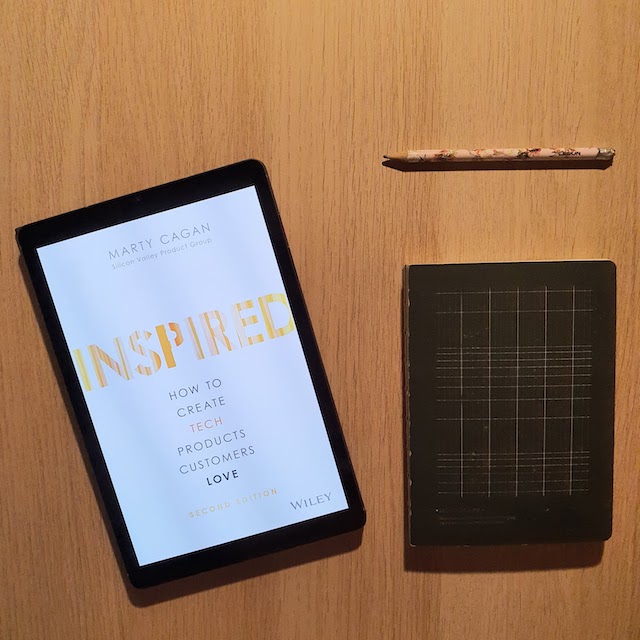 MARTY CAGAN
Silicon Valley Product Group
INSPIRED
HOW TO
CREATE
TECH
PRODUCTS
CUSTOMERS
LOVE
SECOND EDITION
WILEY